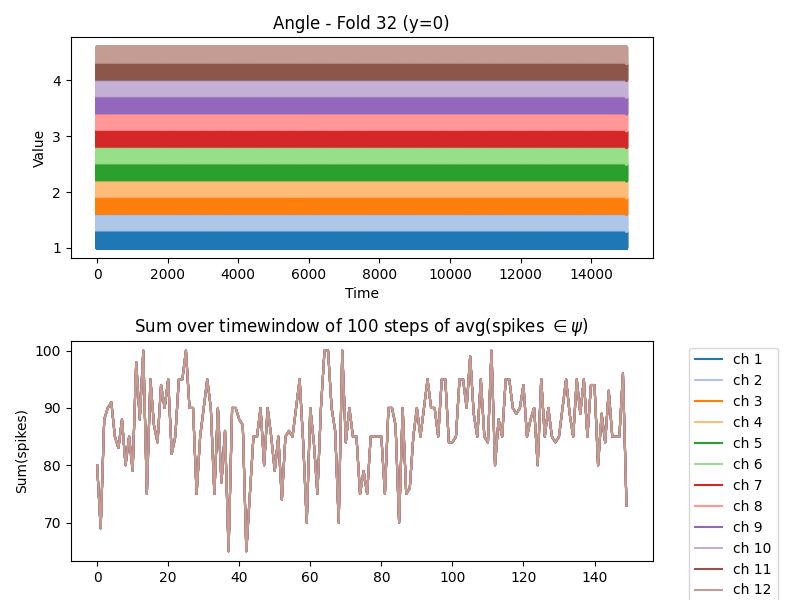 Angle - Fold 32 (y=0)
4
3
2
1
Value
0 2000 4000 6000 8000 10000 12000 14000
Time
Sum over timewindow of 100 steps of avg(spikes ∈ ψ)
100
90
80
70
Sum(spikes)
0 20 40 60 80 100 120 140
ch 1
ch 2
ch 3
ch 4
ch 5
ch 6
ch 7
ch 8
ch 9
ch 10
ch 11
ch 12